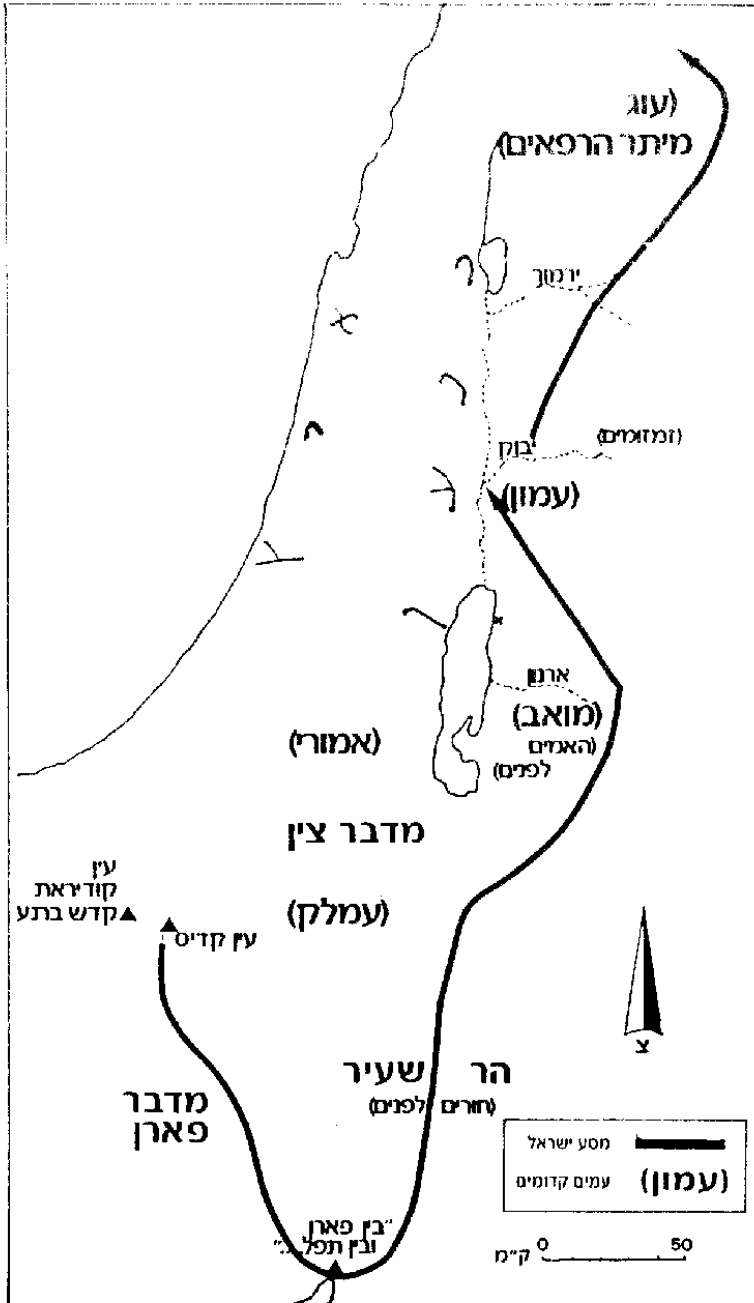 (עוג
מיתר הרפאים)
ירמוך
יבוק
(זמזומים)
(עמון)
ארנון
(מואב)
(האמים
לפנים)
(אמורי)
מדבר צין
(עמלק)
עין
קודיראת
קדש ברנע
עין קדיס
הר שעיר
(חורים לפנים)
מדבר
פארן
"בין פארן
ובין תפל..."
צ
מסע ישראל
(עמון) עמים קדומים
ק"מ 0 50